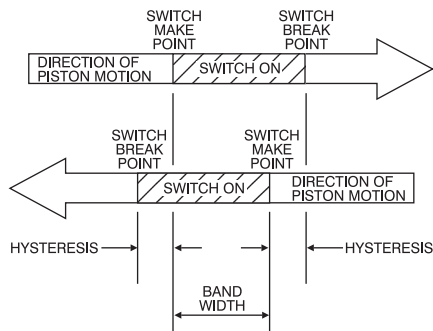 SWITCH
MAKE
POINT
SWITCH
BREAK
POINT
DIRECTION OF
PISTON MOTION
SWITCH ON
SWITCH
BREAK
POINT
SWITCH
MAKE
POINT
SWITCH ON
DIRECTION OF
PISTON MOTION
HYSTERESIS
HYSTERESIS
BAND
WIDTH